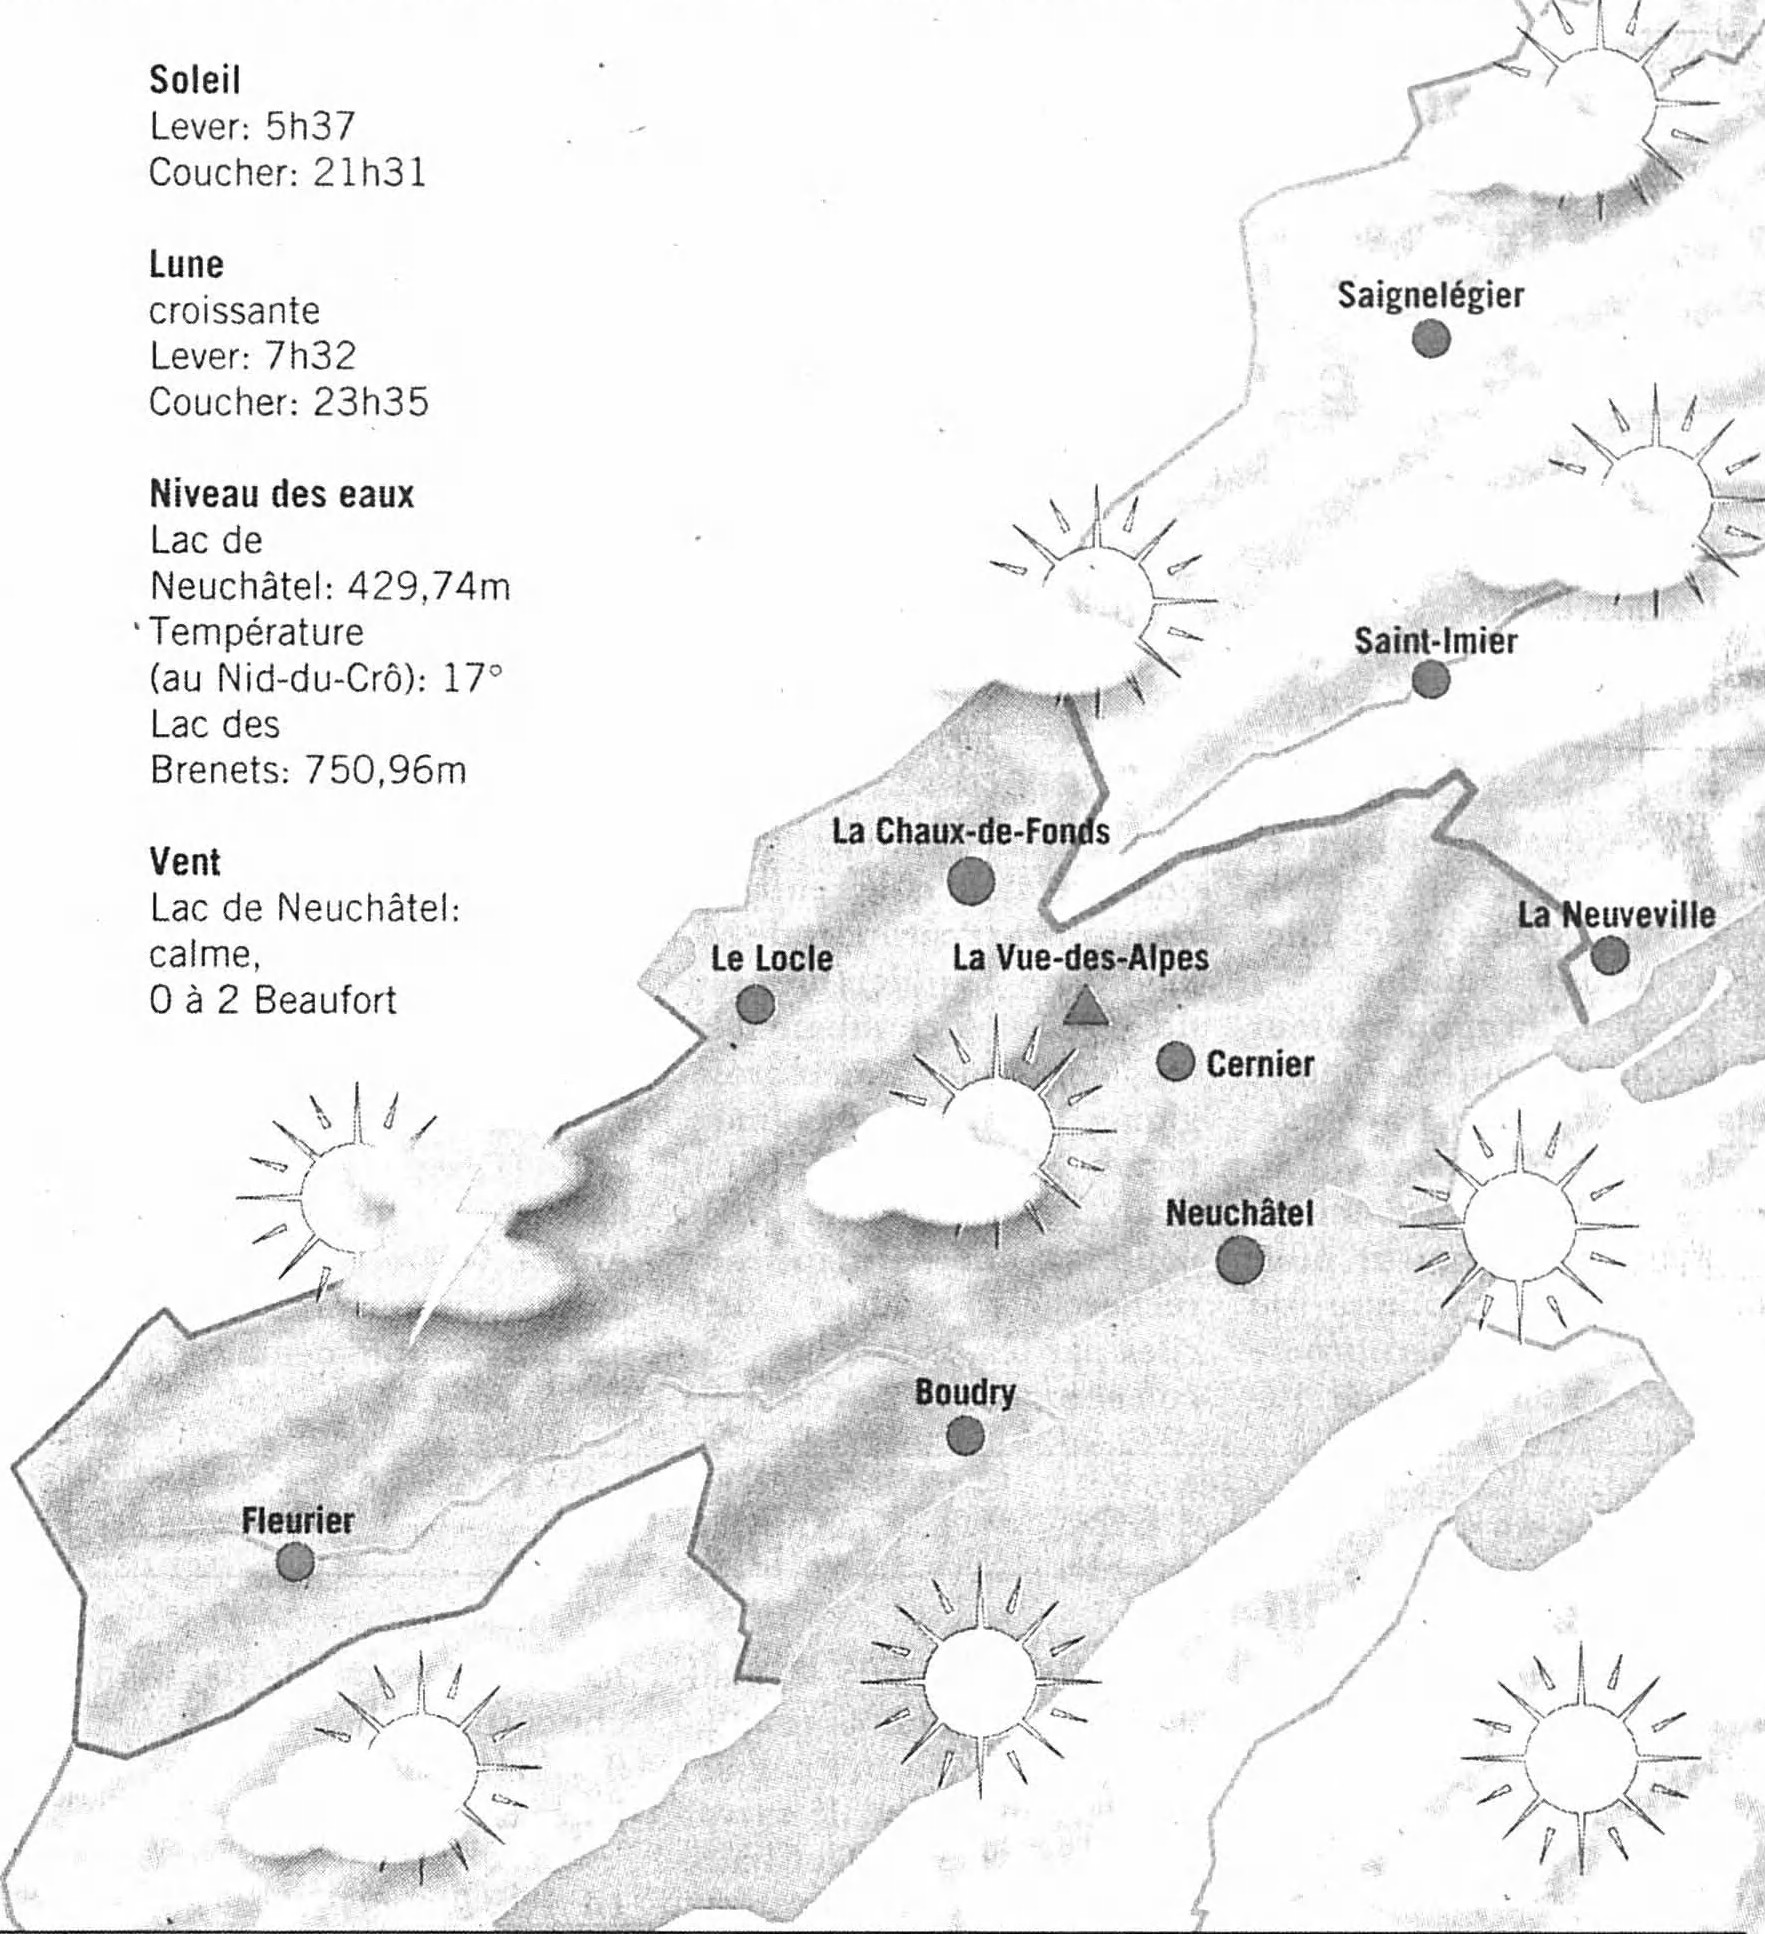 Soleil
Lever: 5h37
Coucher: 21h31
Lune
croissante
Lever: 7h32
Coucher: 23h35
Niveau des eaux
Lac de
Neuchâtel: 429,74m
Température
(au Nid-du-Crô): 17°
Lac des
Brenets: 750,96m
Vent
Lac de Neuchâtel:
calme,
0 à 2 Beaufort
Saignelégier
Saint-Imier
La Chaux-de-Fonds
La Neuveville
Le Locle
La Vue-des-Alpes
Cernier
Neuchâtel
Boudry
Fleurier